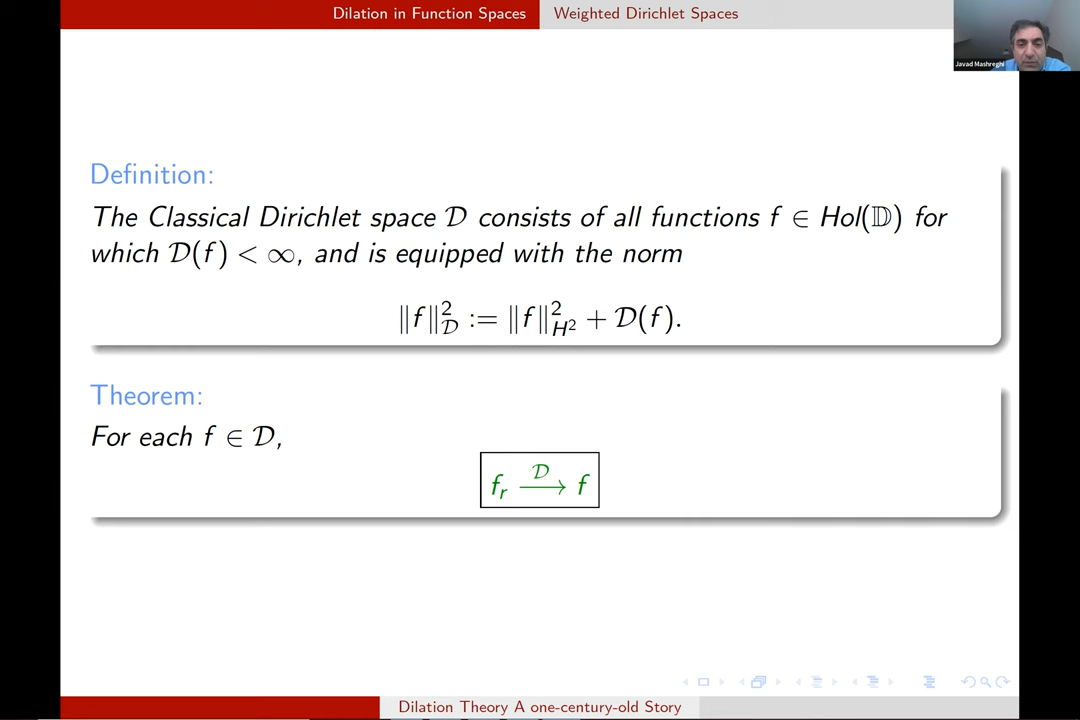 Dilation in Function Spaces Weighted Dirichlet Spaces
Javad Mashreghi
Definition:
The Classical Dirichlet space 𝒟 consists of all functions f ∈ Hol(𝔻) for
which 𝒟(f) < ∞, and is equipped with the norm
‖f‖²_𝒟 := ‖f‖²_{H²} + 𝒟(f).
Theorem:
For each f ∈ 𝒟,
f_r \xrightarrow{𝒟} f
Dilation Theory A one-century-old Story